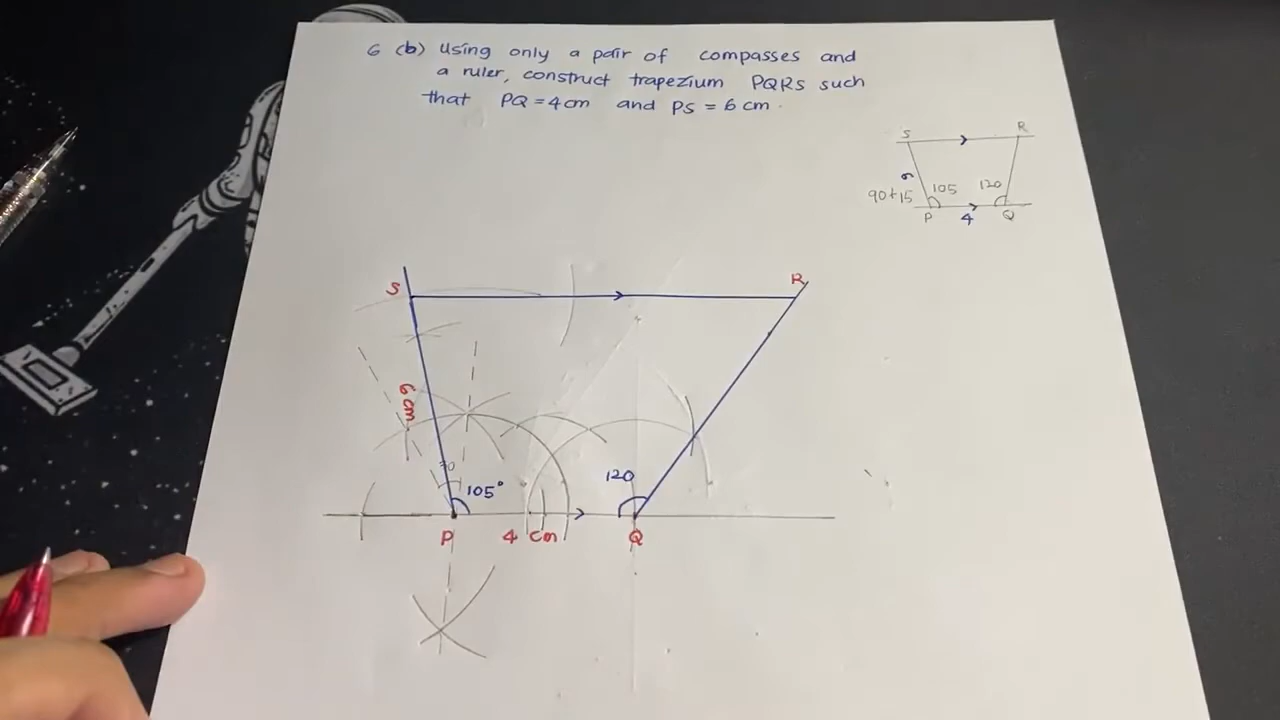 6 (b) Using only a pair of compasses and
a ruler, construct trapezium PQRS such
that PQ = 4 cm and PS = 6 cm.
S R
6
90+15 105 120
P 4 Q
S R
6 cm
30
105° 120
P 4 cm Q